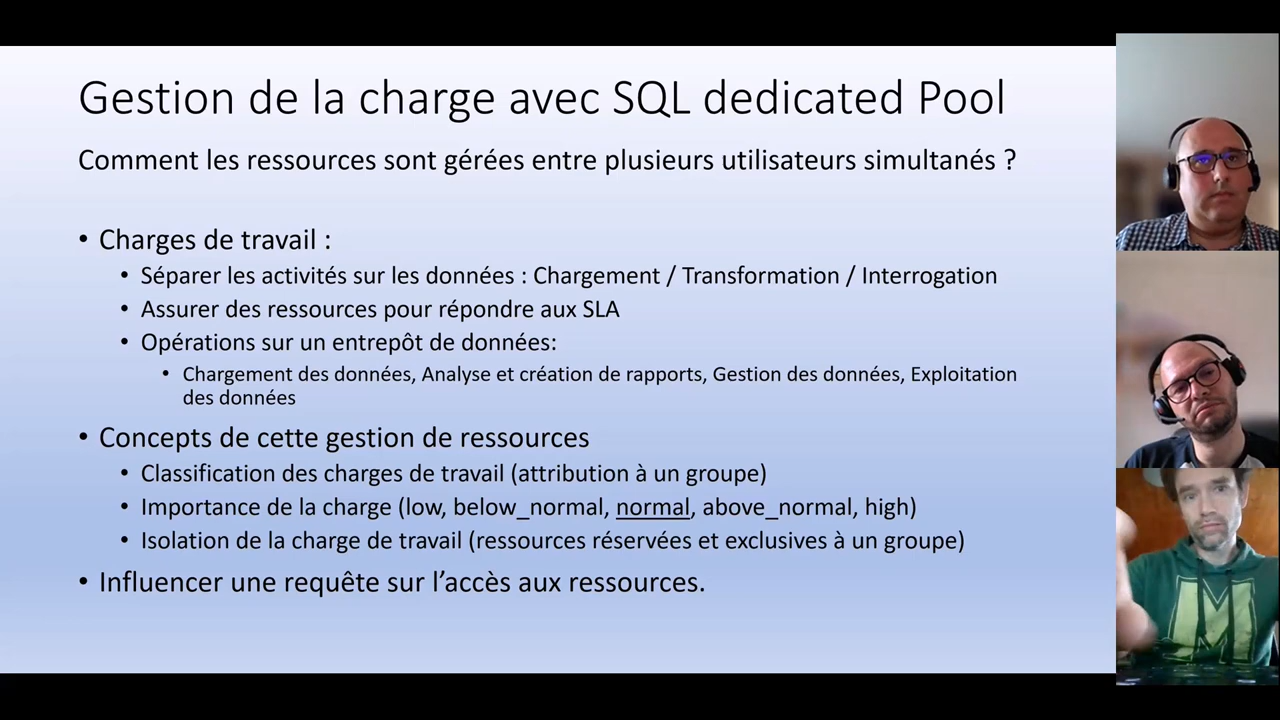 Gestion de la charge avec SQL dedicated Pool
Comment les ressources sont gérées entre plusieurs utilisateurs simultanés ?
• Charges de travail :
• Séparer les activités sur les données : Chargement / Transformation / Interrogation
• Assurer des ressources pour répondre aux SLA
• Opérations sur un entrepôt de données:
• Chargement des données, Analyse et création de rapports, Gestion des données, Exploitation
des données
• Concepts de cette gestion de ressources
• Classification des charges de travail (attribution à un groupe)
• Importance de la charge (low, below_normal, normal, above_normal, high)
• Isolation de la charge de travail (ressources réservées et exclusives à un groupe)
• Influencer une requête sur l’accès aux ressources.
M